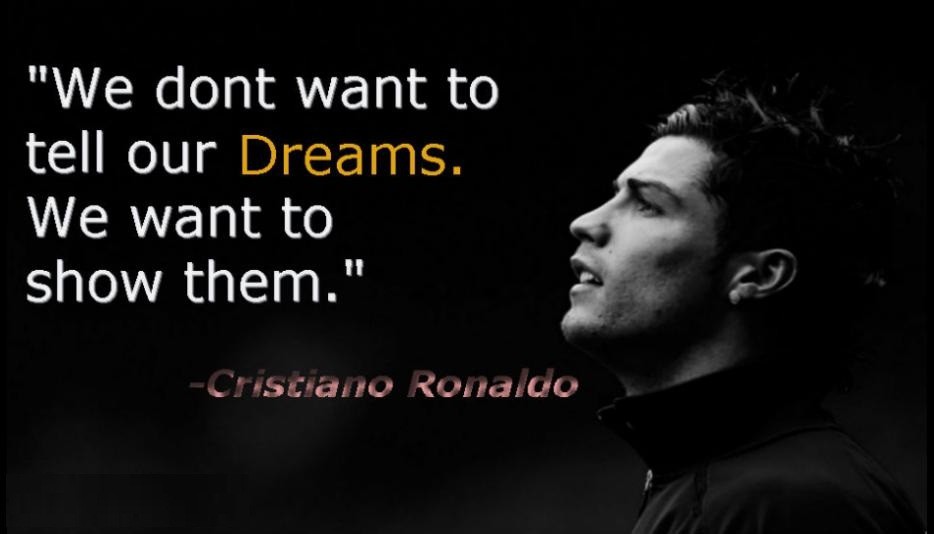 "We dont want to
tell our Dreams.
We want to
show them."
-Cristiano Ronaldo